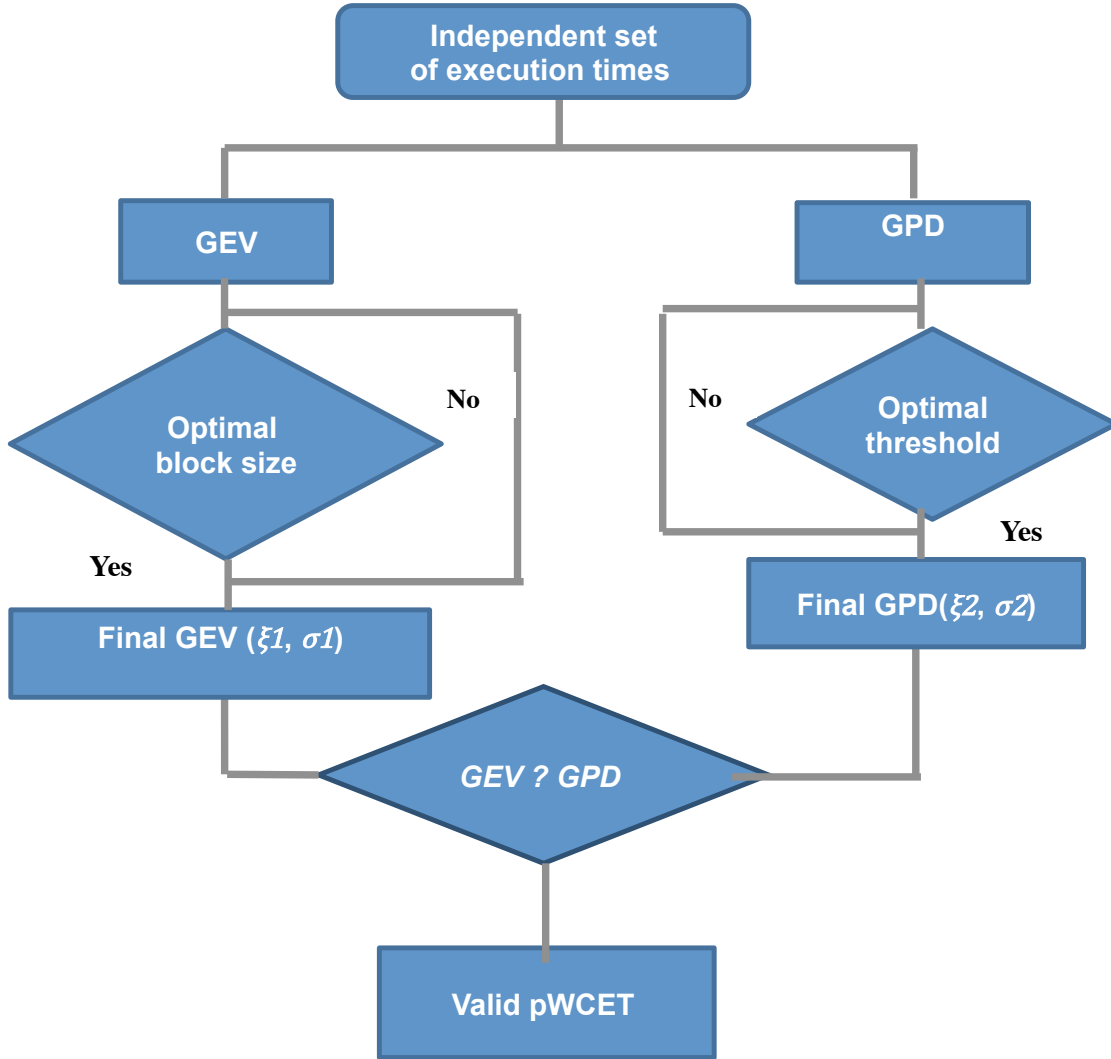 Independent set
of execution times
GEV
GPD
Optimal
block size
No
No
Optimal
threshold
Yes
Yes
Final GEV (ξ1, σ1)
Final GPD(ξ2, σ2)
GEV ? GPD
Valid pWCET